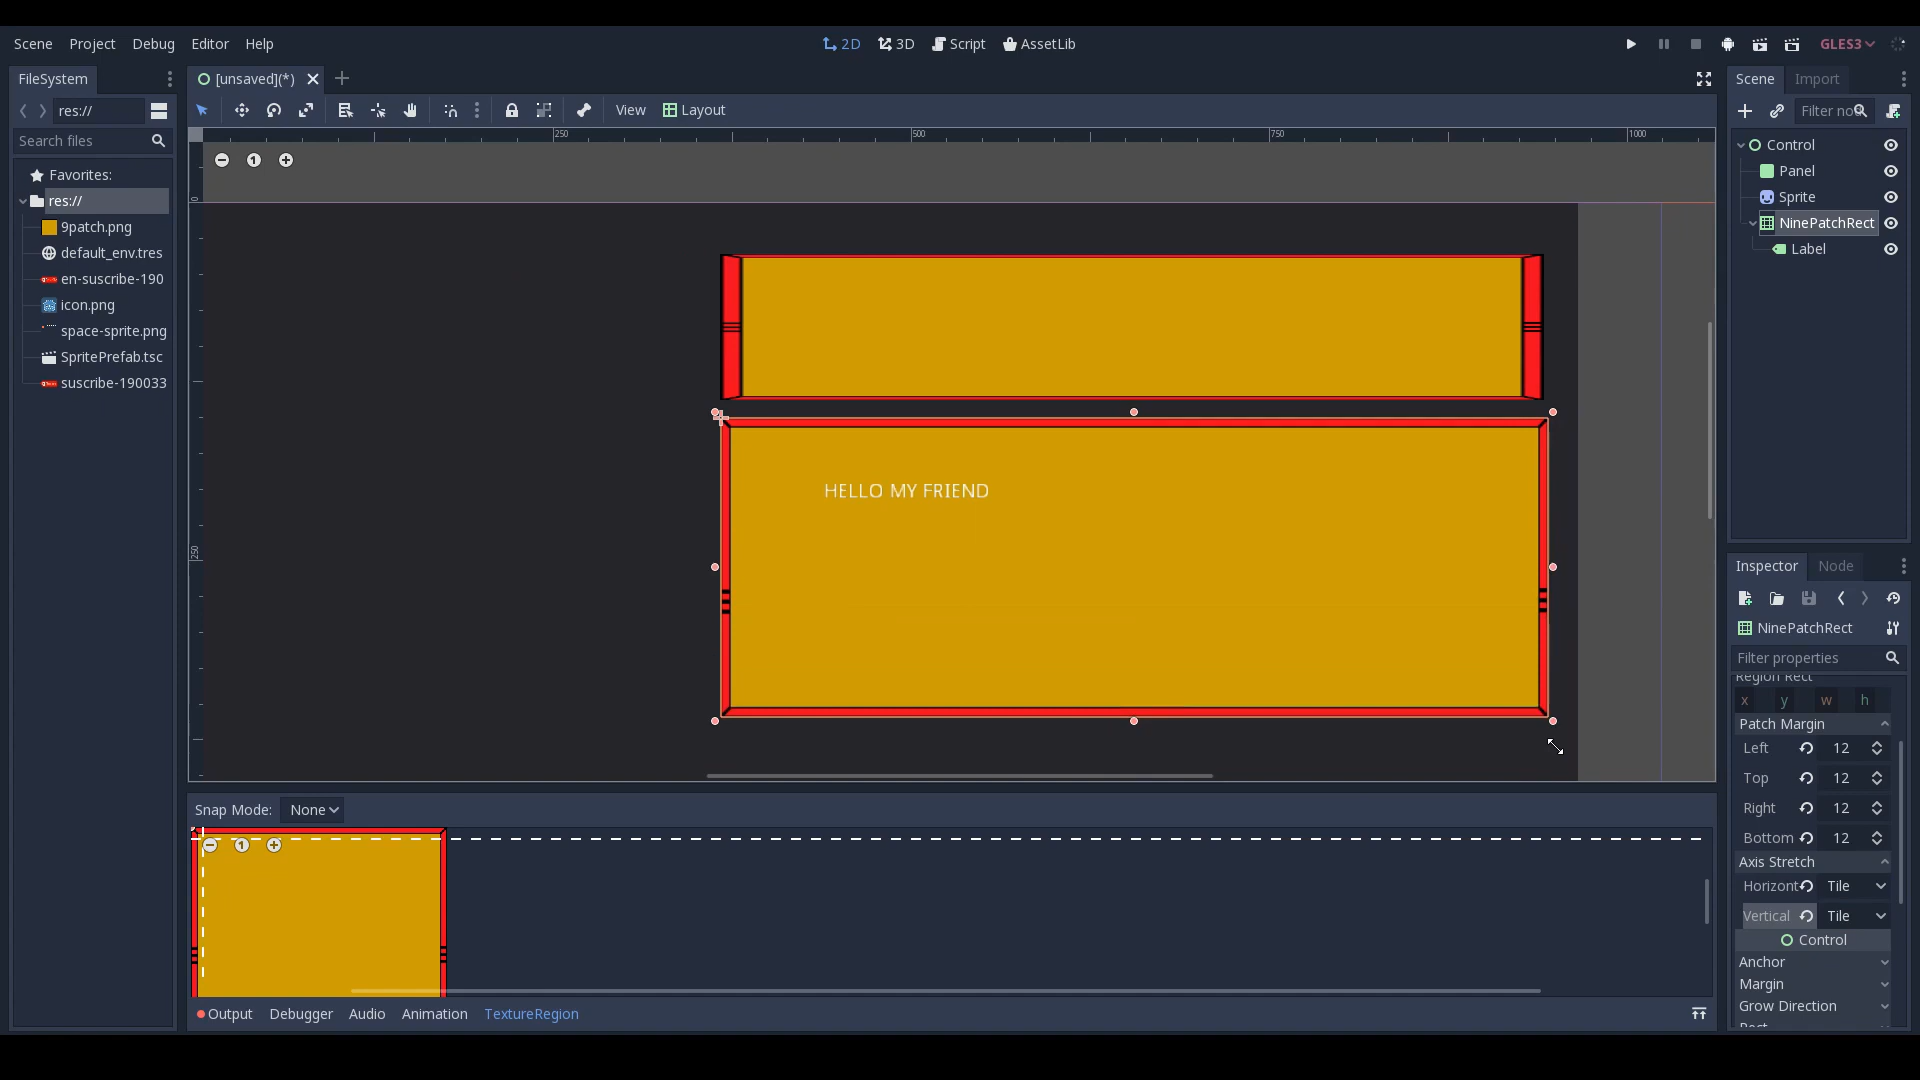 Scene Project Debug Editor Help 2D 3D Script AssetLib GLES3
FileSystem [unsaved](*) Scene Import
res:// View Layout Filter nod
Search files 250 500 750 1000
Favorites: Control
res:// Panel
9patch.png Sprite
default_env.tres NinePatchRect
en-suscribe-190 Label
icon.png
space-sprite.png
SpritePrefab.tsc
suscribe-190033
0
250
HELLO MY FRIEND
Inspector Node
NinePatchRect
Filter properties
Region Rect
x y w h
Patch Margin
Left 12
Top 12
Right 12
Bottom 12
Axis Stretch
Horizont Tile
Vertical Tile
Control
Anchor
Margin
Grow Direction
Rect
Snap Mode: None
Output Debugger Audio Animation TextureRegion